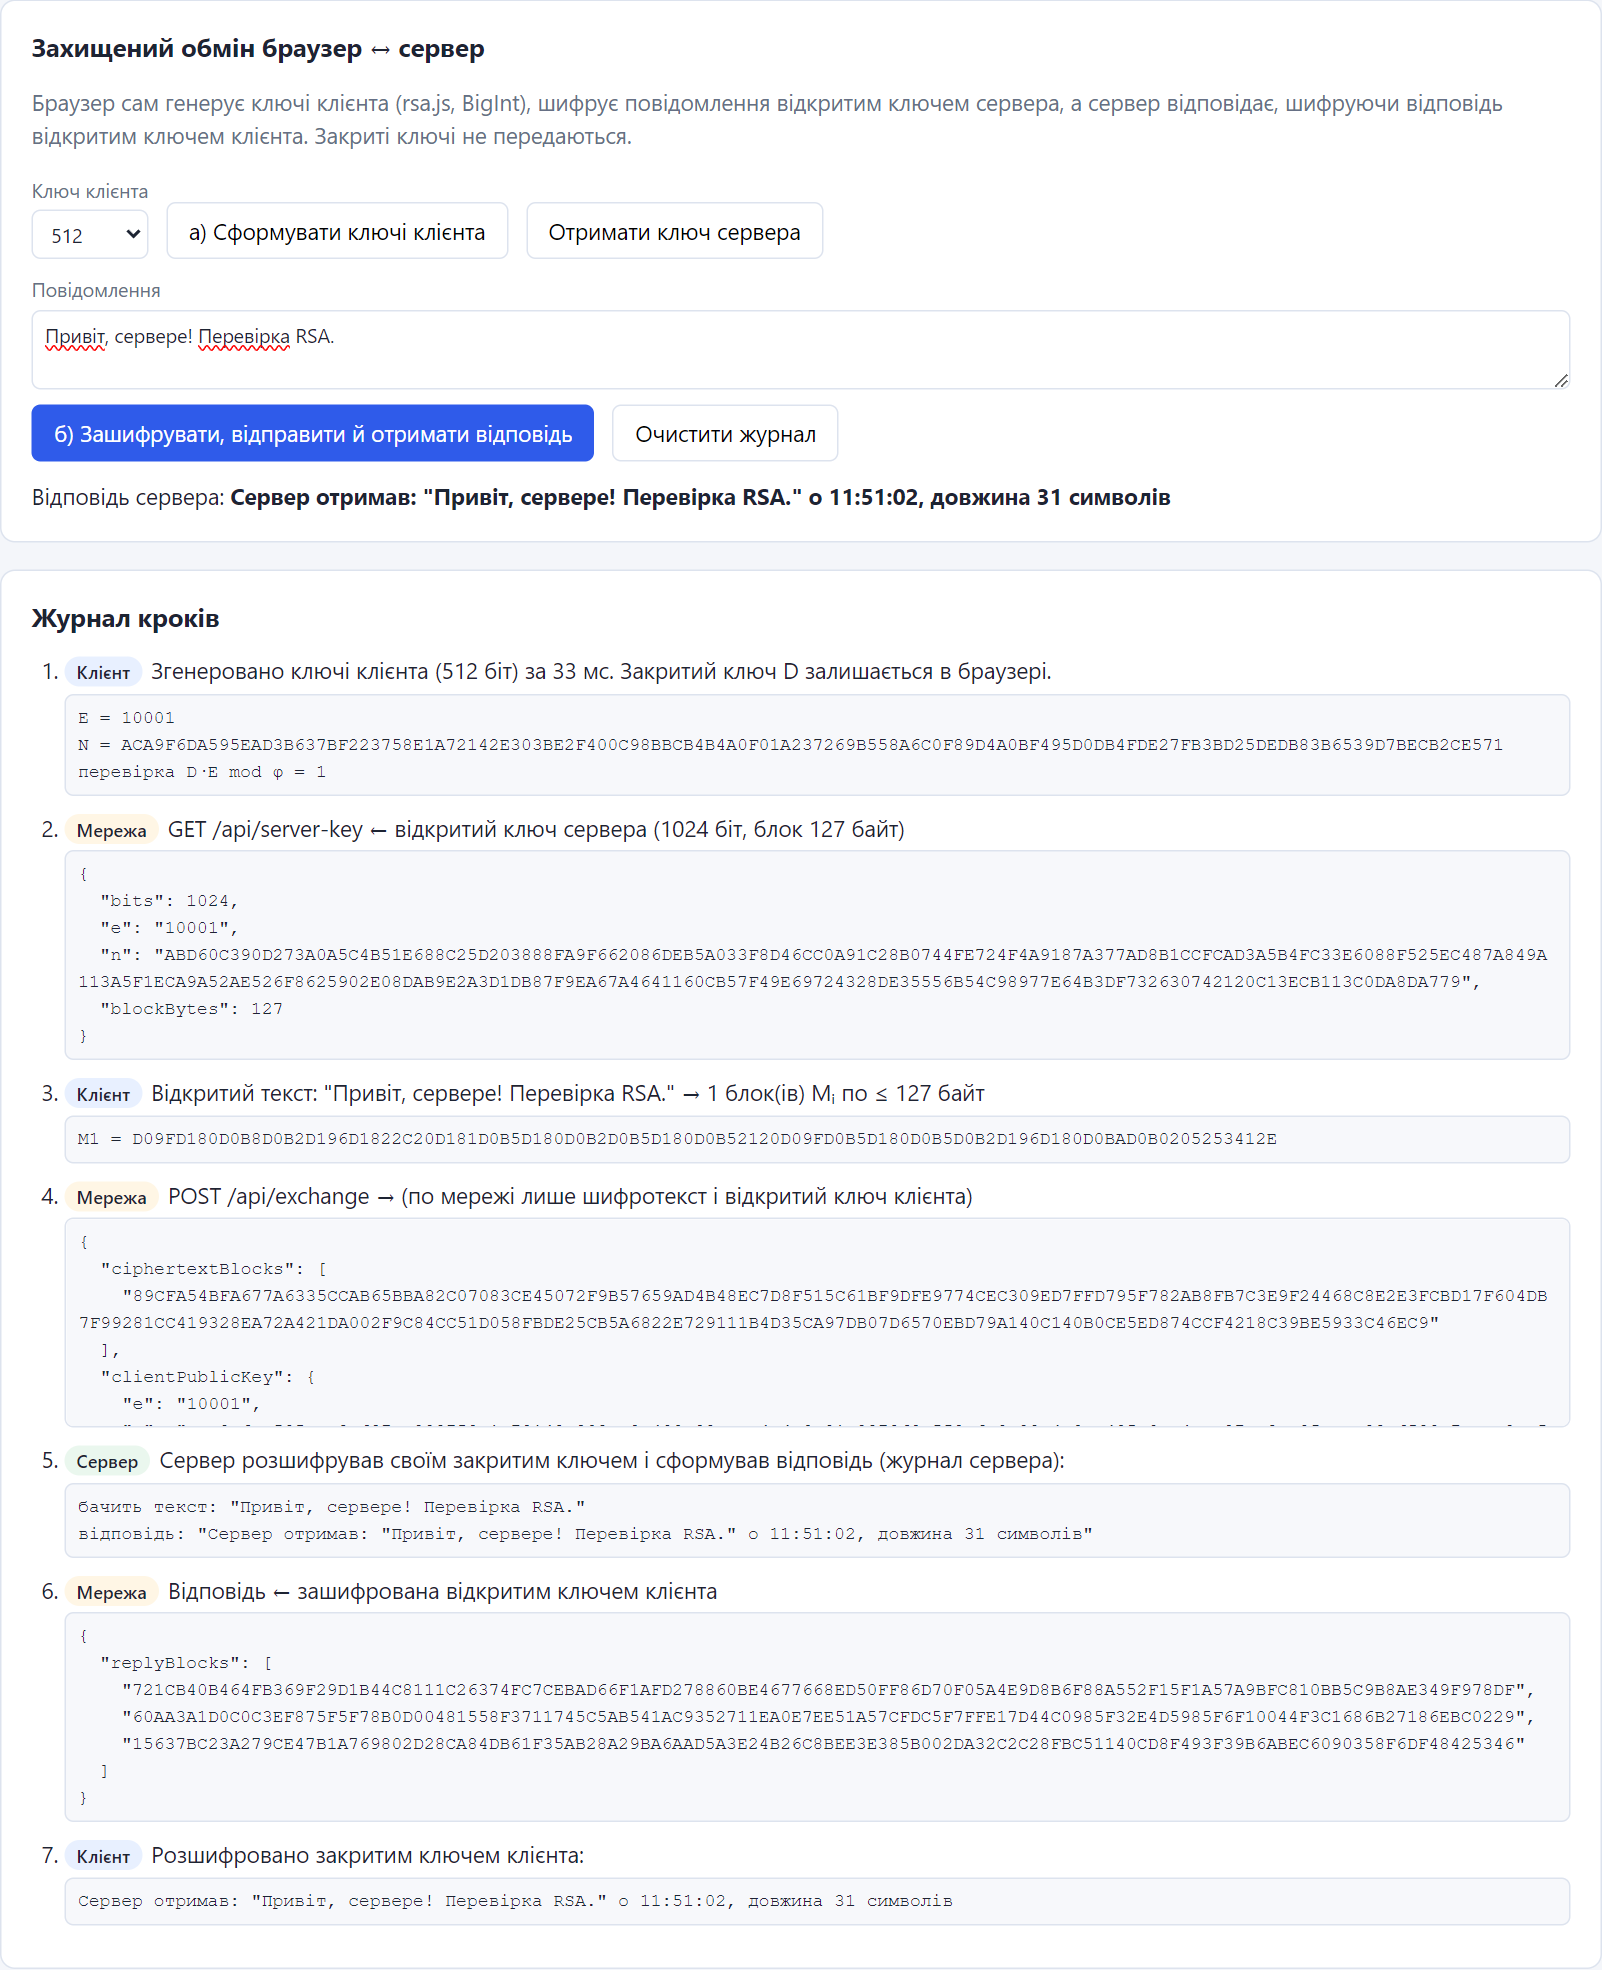 Захищений обмін браузер ↔ сервер
Браузер сам генерує ключі клієнта (rsa.js, BigInt), шифрує повідомлення відкритим ключем сервера, а сервер відповідає, шифруючи відповідь
відкритим ключем клієнта. Закриті ключі не передаються.
Ключ клієнта
512
а) Сформувати ключі клієнта
Отримати ключ сервера
Повідомлення
Привіт, сервере! Перевірка RSA.
б) Зашифрувати, відправити й отримати відповідь
Очистити журнал
Відповідь сервера: Сервер отримав: "Привіт, сервере! Перевірка RSA." о 11:51:02, довжина 31 символів
Журнал кроків
1. Клієнт Згенеровано ключі клієнта (512 біт) за 33 мс. Закритий ключ D залишається в браузері.
E = 10001
N = ACA9F6DA595EAD3B637BF223758E1A72142E303BE2F400C98BBCB4B4A0F01A237269B558A6C0F89D4A0BF495D0DB4FDE27FB3BD25DEDB83B6539D7BECB2CE571
перевірка D·E mod φ = 1
2. Мережа GET /api/server-key ← відкритий ключ сервера (1024 біт, блок 127 байт)
{
"bits": 1024,
"e": "10001",
"n": "ABD60C390D273A0A5C4B51E688C25D203888FA9F662086DEB5A033F8D46CC0A91C28B0744FE724F4A9187A377AD8B1CCFCAD3A5B4FC33E6088F525EC487A849A
113A5F1ECA9A52AE526F8625902E08DAB9E2A3D1DB87F9EA67A4641160CB57F49E69724328DE35556B54C98977E64B3DF732630742120C13ECB113C0DA8DA779",
"blockBytes": 127
}
3. Клієнт Відкритий текст: "Привіт, сервере! Перевірка RSA." → 1 блок(ів) Mᵢ по ≤ 127 байт
M1 = D09FD180D0B8D0B2D196D1822C20D181D0B5D180D0B2D0B5D180D0B52120D09FD0B5D180D0B5D0B2D196D180D0BAD0B0205253412E
4. Мережа POST /api/exchange → (по мережі лише шифротекст і відкритий ключ клієнта)
{
"ciphertextBlocks": [
"89CFA54BFA677A6335CCAB65BBA82C07083CE45072F9B57659AD4B48EC7D8F515C61BF9DFE9774CEC309ED7FFD795F782AB8FB7C3E9F24468C8E2E3FCBD17F604DB
7F99281CC419328EA72A421DA002F9C84CC51D058FBDE25CB5A6822E729111B4D35CA97DB07D6570EBD79A140C140B0CE5ED874CCF4218C39BE5933C46EC9"
],
"clientPublicKey": {
"e": "10001",
5. Сервер Сервер розшифрував своїм закритим ключем і сформував відповідь (журнал сервера):
бачить текст: "Привіт, сервере! Перевірка RSA."
відповідь: "Сервер отримав: "Привіт, сервере! Перевірка RSA." о 11:51:02, довжина 31 символів"
6. Мережа Відповідь ← зашифрована відкритим ключем клієнта
{
"replyBlocks": [
"721CB40B464FB369F29D1B44C8111C26374FC7CEBAD66F1AFD278860BE4677668ED50FF86D70F05A4E9D8B6F88A552F15F1A57A9BFC810BB5C9B8AE349F978DF",
"60AA3A1D0C0C3EF875F5F78B0D00481558F3711745C5AB541AC9352711EA0E7EE51A57CFDC5F7FFE17D44C0985F32E4D5985F6F10044F3C1686B27186EBC0229",
"15637BC23A279CE47B1A769802D28CA84DB61F35AB28A29BA6AAD5A3E24B26C8BEE3E385B002DA32C2C28FBC51140CD8F493F39B6ABEC6090358F6DF48425346"
]
}
7. Клієнт Розшифровано закритим ключем клієнта:
Сервер отримав: "Привіт, сервере! Перевірка RSA." о 11:51:02, довжина 31 символів